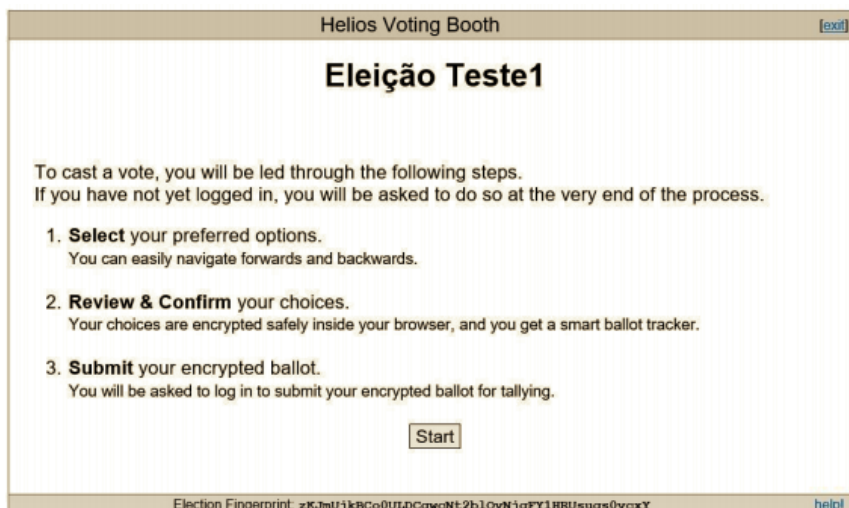 Helios Voting Booth
[exit]
Eleição Teste1
To cast a vote, you will be led through the following steps.
If you have not yet logged in, you will be asked to do so at the very end of the process.
1. Select your preferred options.
You can easily navigate forwards and backwards.
2. Review & Confirm your choices.
Your choices are encrypted safely inside your browser, and you get a smart ballot tracker.
3. Submit your encrypted ballot.
You will be asked to log in to submit your encrypted ballot for tallying.
Start
Election Fingerprint:
help!